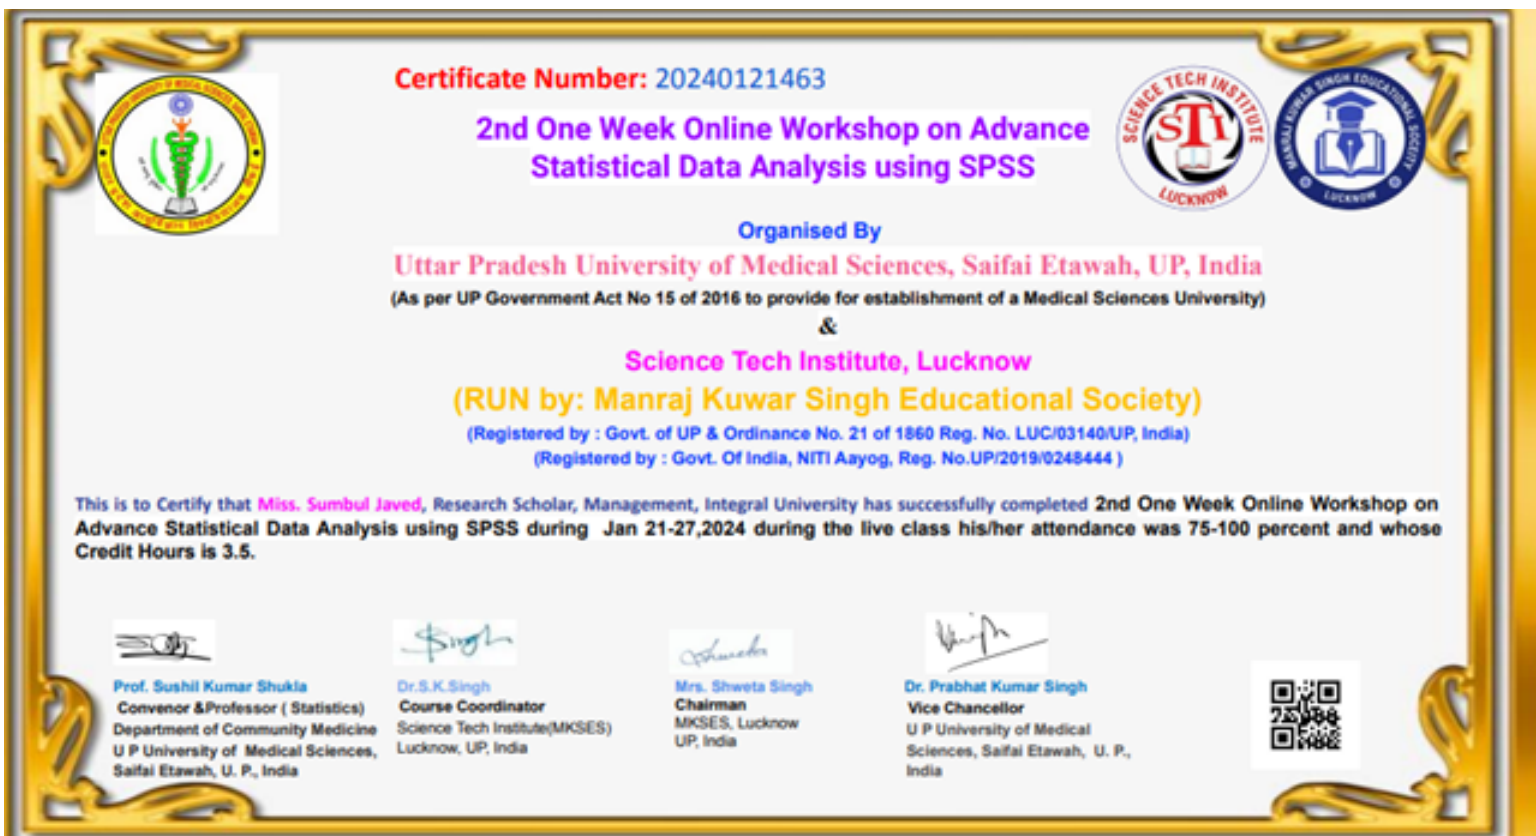 Certificate Number: 20240121463
2nd One Week Online Workshop on Advance
Statistical Data Analysis using SPSS
SCIENCE TECH INSTITUTE
STI
LUCKNOW
MANRAJ KUWAR SINGH EDUCATIONAL SOCIETY
LUCKNOW
Organised By
Uttar Pradesh University of Medical Sciences, Saifai Etawah, UP, India
(As per UP Government Act No 15 of 2016 to provide for establishment of a Medical Sciences University)
&
Science Tech Institute, Lucknow
(RUN by: Manraj Kuwar Singh Educational Society)
(Registered by : Govt. of UP & Ordinance No. 21 of 1860 Reg. No. LUC/03140/UP, India)
(Registered by : Govt. Of India, NITI Aayog, Reg. No.UP/2019/0248444 )
This is to Certify that Miss. Sumbul Javed, Research Scholar, Management, Integral University has successfully completed 2nd One Week Online Workshop on
Advance Statistical Data Analysis using SPSS during Jan 21-27,2024 during the live class his/her attendance was 75-100 percent and whose
Credit Hours is 3.5.
Singh
Shweta
Prof. Sushil Kumar Shukla
Convenor &Professor ( Statistics)
Department of Community Medicine
U P University of Medical Sciences,
Saifai Etawah, U. P., India
Dr.S.K.Singh
Course Coordinator
Science Tech Institute(MKSES)
Lucknow, UP, India
Mrs. Shweta Singh
Chairman
MKSES, Lucknow
UP, India
Dr. Prabhat Kumar Singh
Vice Chancellor
U P University of Medical
Sciences, Saifai Etawah, U. P.,
India